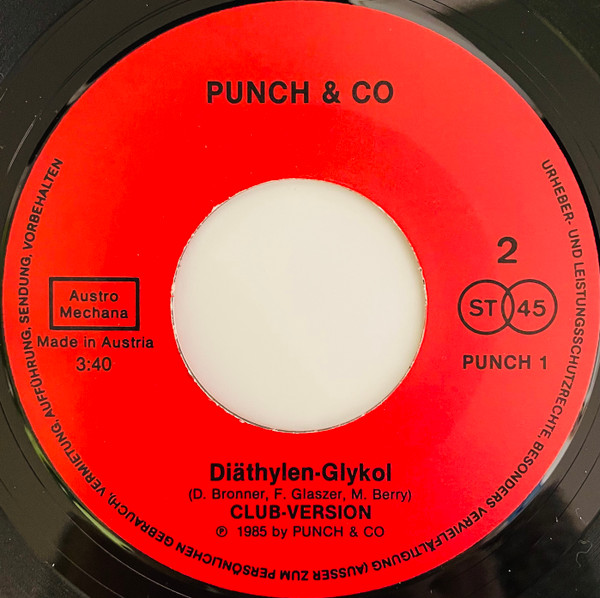 PUNCH & CO
2
ST 45
PUNCH 1
Austro
Mechana
Made in Austria
3:40
Diäthylen-Glykol
(D. Bronner, F. Glaszer, M. Berry)
CLUB-VERSION
℗ 1985 by PUNCH & CO
URHEBER- UND LEISTUNGSSCHUTZRECHTE, BESONDERS VERVIELFÄLTIGUNG (AUSSER ZUM PERSÖNLICHEN GEBRAUCH), VERMIETUNG, AUFFÜHRUNG, SENDUNG, VORBEHALTEN